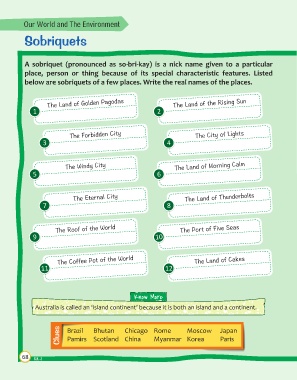 Our World and The Environment
Sobriquets
A sobriquet (pronounced as so-bri-kay) is a nick name given to a particular
place, person or thing because of its special characteristic features. Listed
below are sobriquets of a few places. Write the real names of the places.
1 The Land of Golden Pagodas
2 The Land of the Rising Sun
3 The Forbidden City
4 The City of Lights
5 The Windy City
6 The Land of Morning Calm
7 The Eternal City
8 The Land of Thunderbolts
9 The Roof of the World
10 The Port of Five Seas
11 The Coffee Pot of the World
12 The Land of Cakes
Know More
Australia is called an 'island continent' because it is both an island and a continent.
Clues
Brazil Bhutan Chicago Rome Moscow Japan
Pamirs Scotland China Myanmar Korea Paris
68